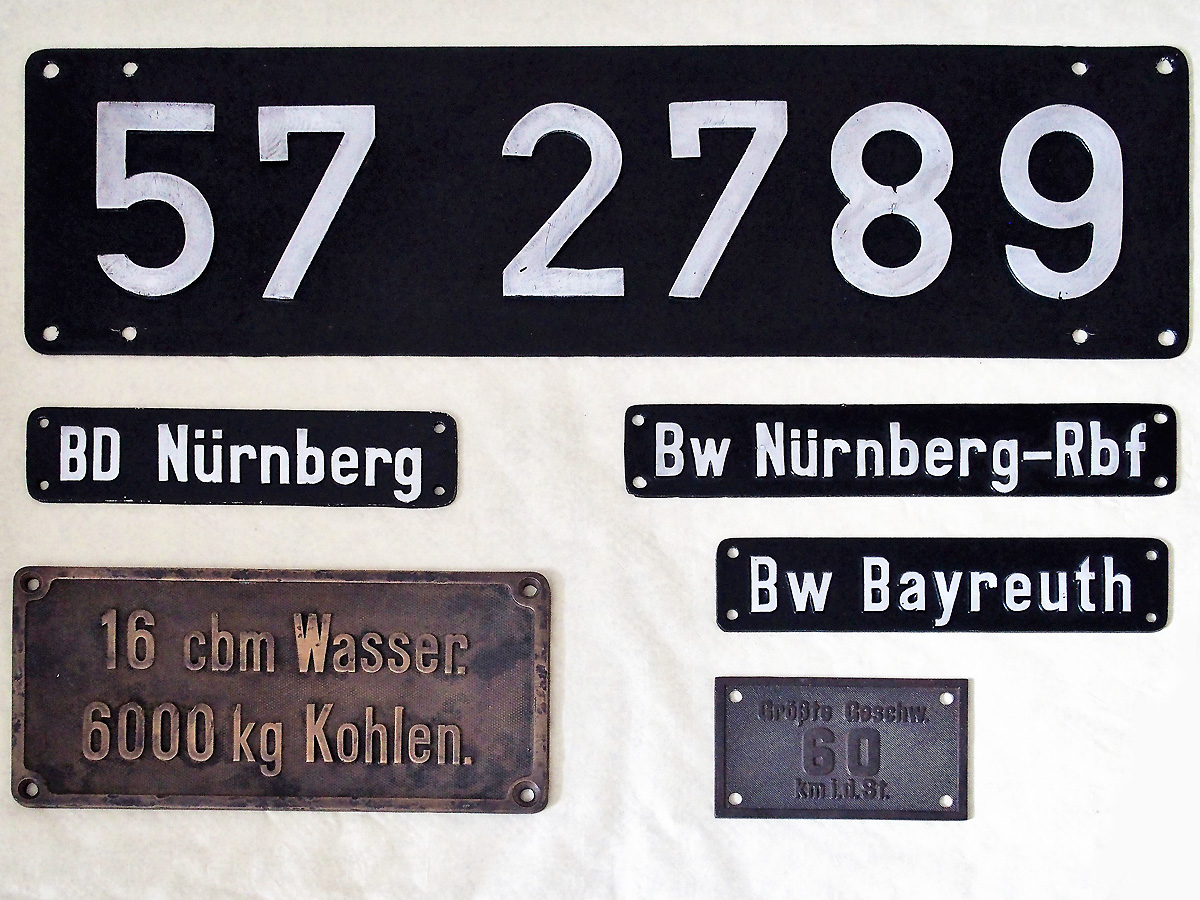 57 2789
BD Nürnberg
Bw Nürnberg-Rbf
Bw Bayreuth
16 cbm Wasser.
6000 kg Kohlen.
Größte Geschw.
60
km i.d.St.